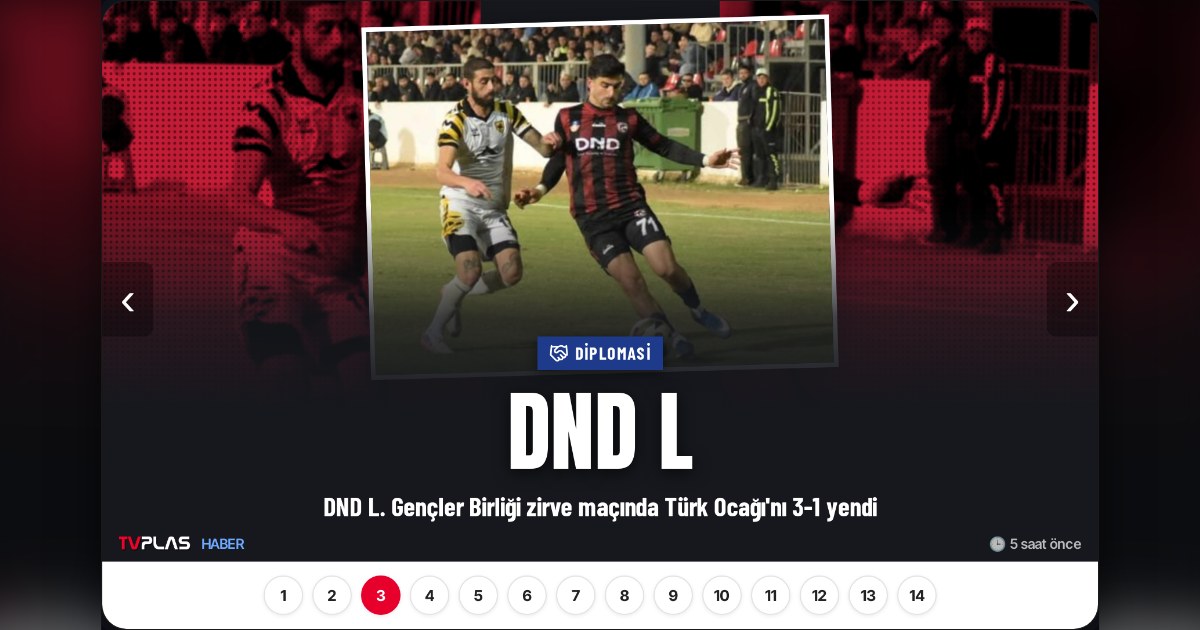 DND
71
DİPLOMASİ
DND L
DND L. Gençler Birliği zirve maçında Türk Ocağı'nı 3-1 yendi
TVPLAS HABER
5 saat önce
1 2 3 4 5 6 7 8 9 10 11 12 13 14